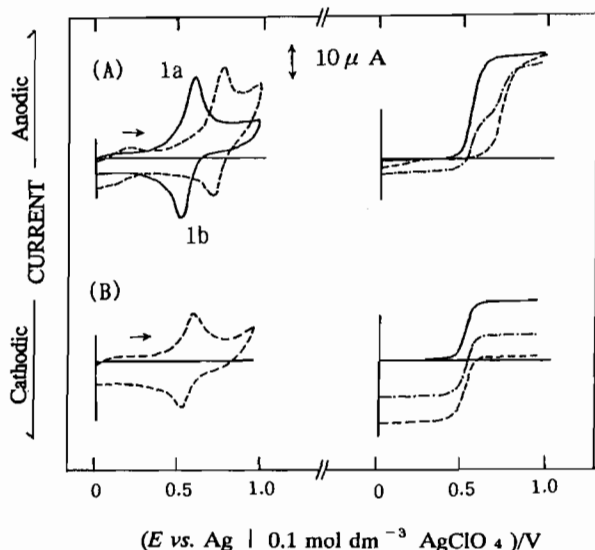 (A)
1a
10 μ A
1b
(B)
Cathodic CURRENT Anodic
0 0.5 1.0 0 0.5 1.0
(E vs. Ag | 0.1 mol dm⁻³ AgClO₄)/V